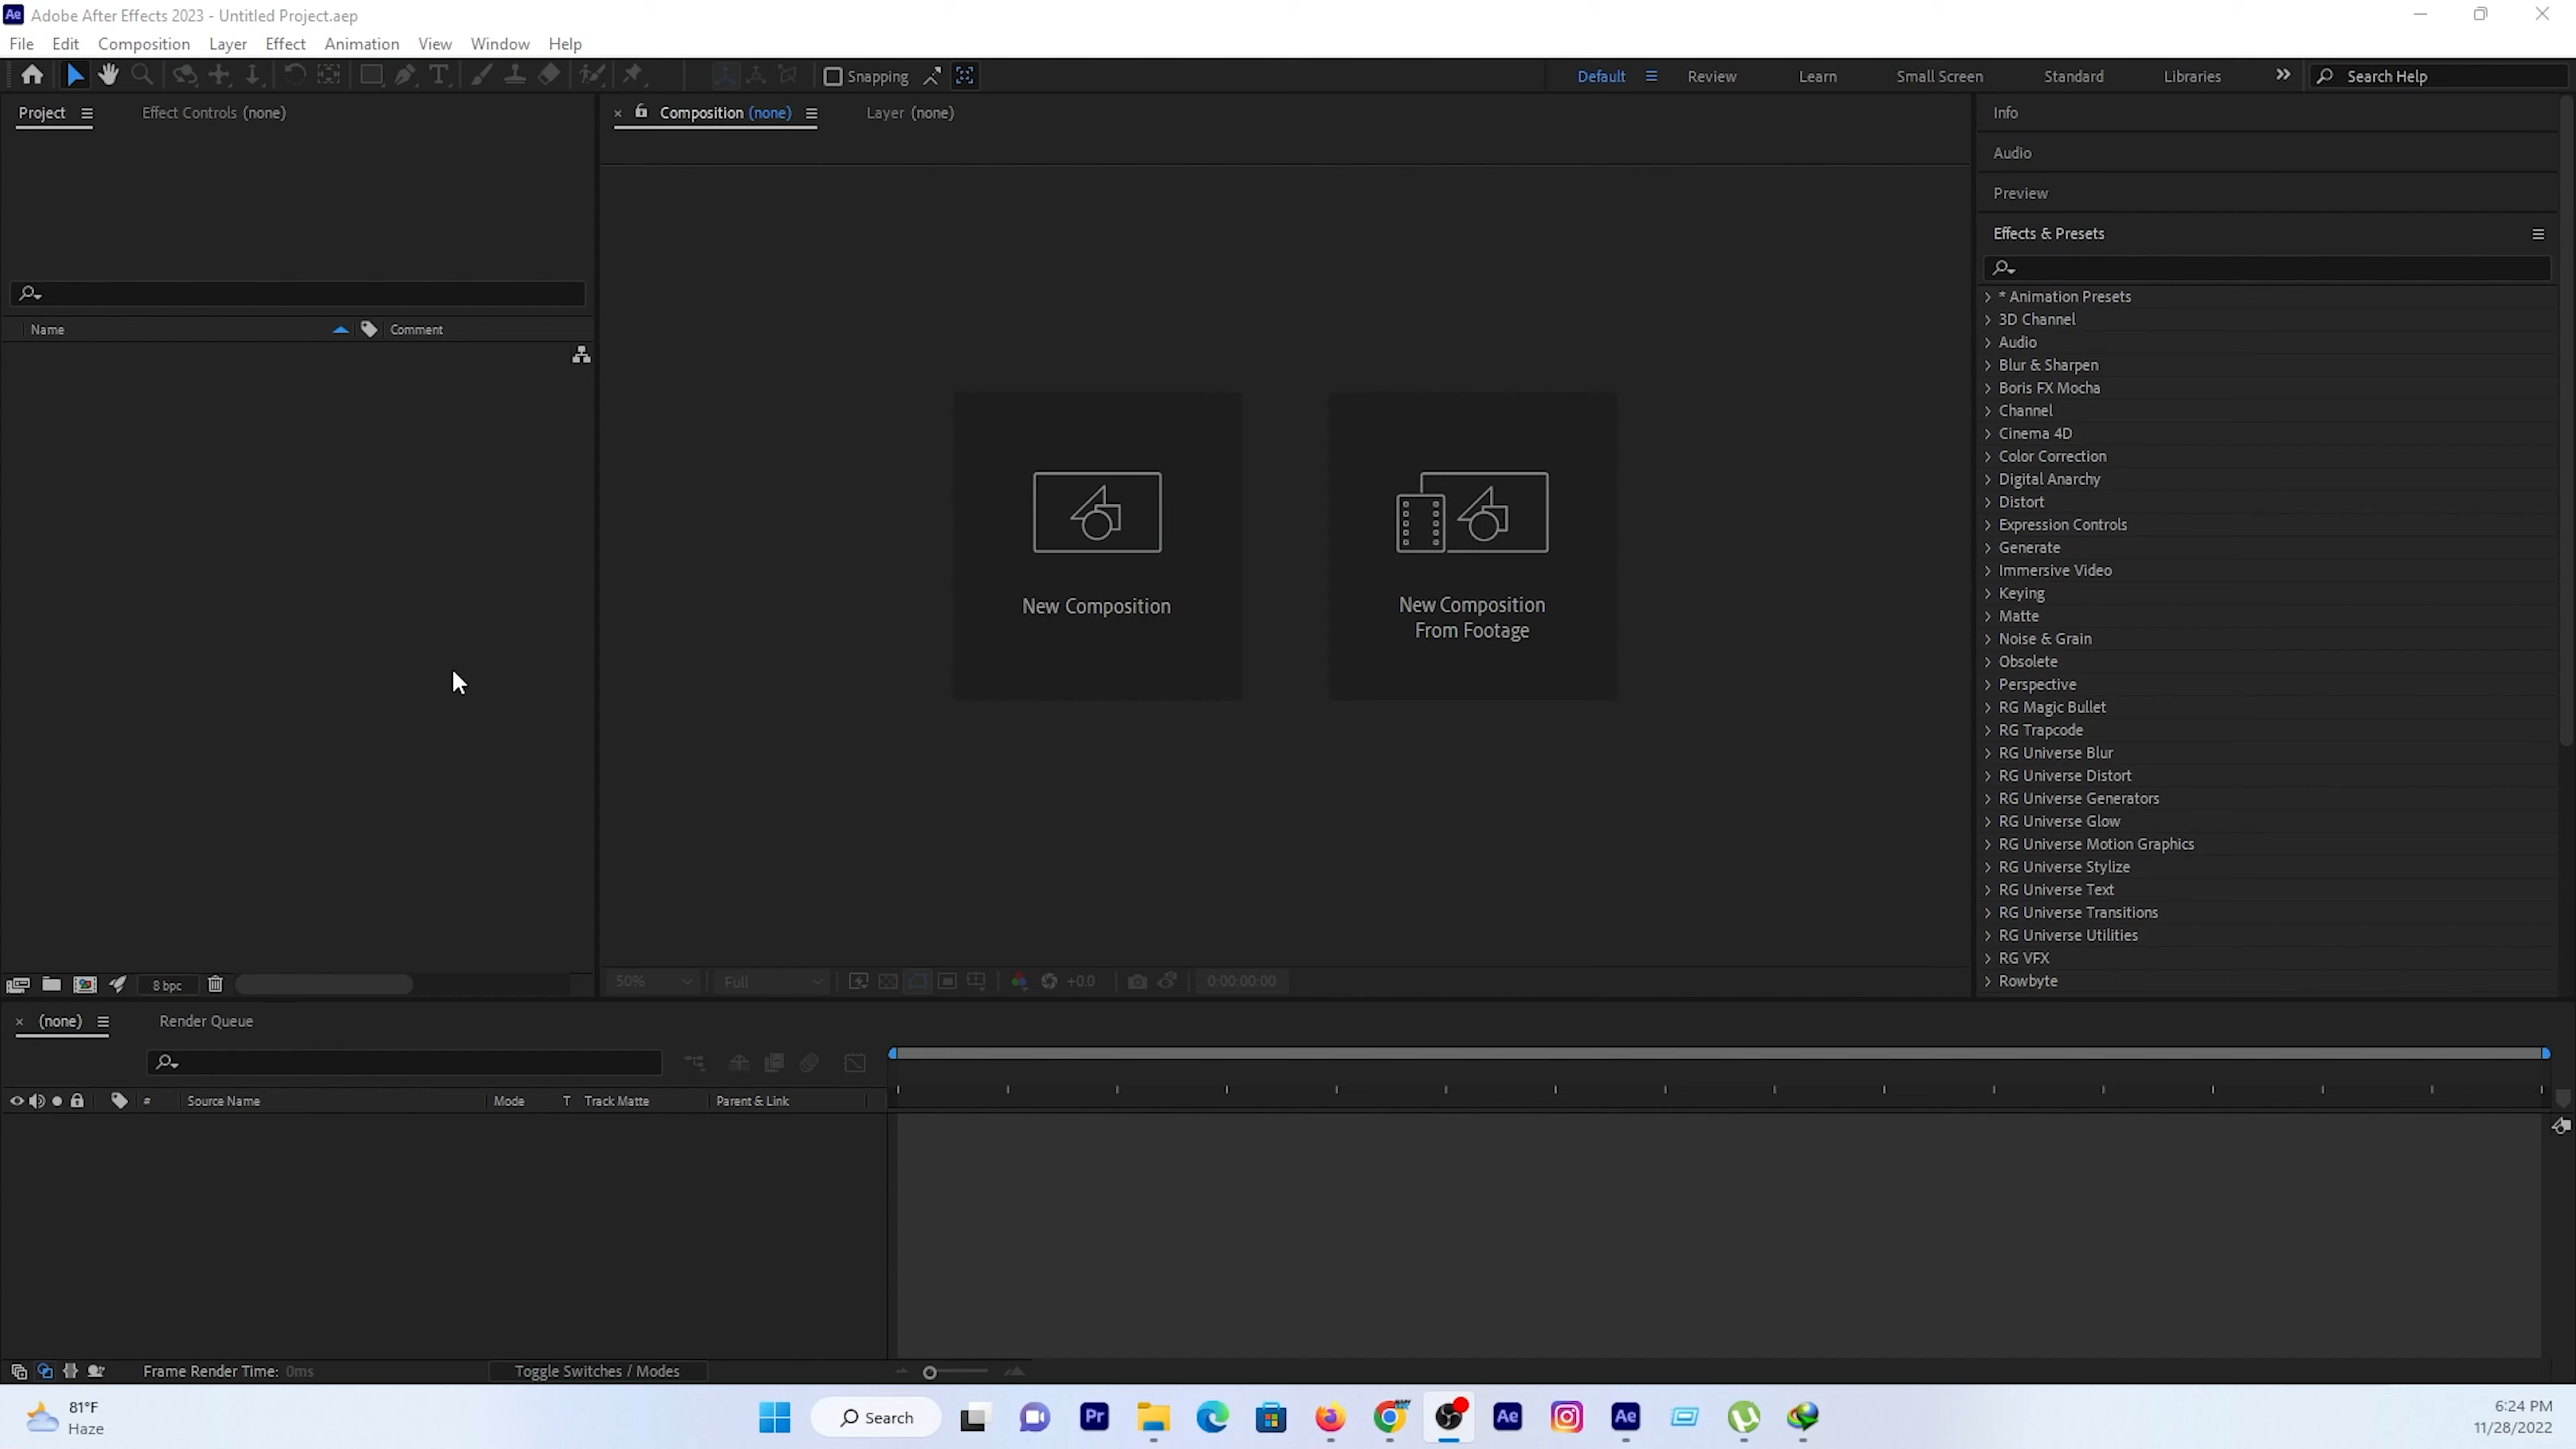 Ae Adobe After Effects 2023 - Untitled Project.aep
File Edit Composition Layer Effect Animation View Window Help
Snapping Default Review Learn Small Screen Standard Libraries Search Help
Project Effect Controls (none) Composition (none) Layer (none)
Info
Audio
Preview
Effects & Presets
Name Comment
* Animation Presets
3D Channel
Audio
Blur & Sharpen
Boris FX Mocha
Channel
Cinema 4D
Color Correction
Digital Anarchy
Distort
Expression Controls
Generate
Immersive Video
Keying
Matte
Noise & Grain
Obsolete
Perspective
RG Magic Bullet
RG Trapcode
RG Universe Blur
RG Universe Distort
RG Universe Generators
RG Universe Glow
RG Universe Motion Graphics
RG Universe Stylize
RG Universe Text
RG Universe Transitions
RG Universe Utilities
RG VFX
Rowbyte
New Composition
New Composition
From Footage
8 bpc
50% Full +0.0 0:00:00:00
(none) Render Queue
# Source Name Mode T Track Matte Parent & Link
Frame Render Time: 0ms Toggle Switches / Modes
81°F
Haze
Search
Pr
Ae
Ae
6:24 PM
11/28/2022